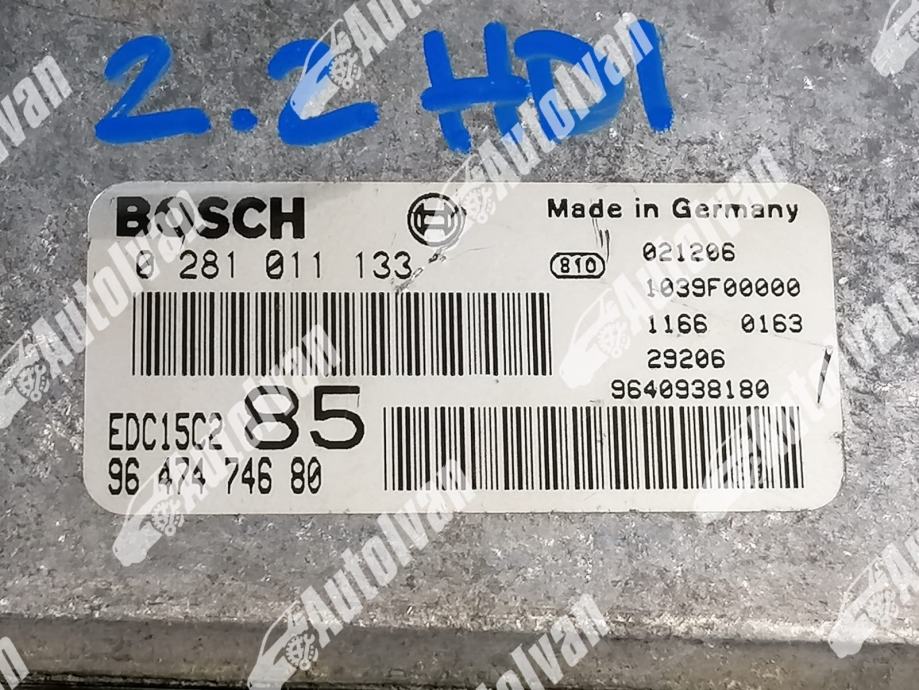 2.2 HDI
BOSCH
Made in Germany
0 281 011 133
810
021206
1039F00000
1166 0163
29206
9640938180
EDC15C2 85
96 474 746 80
AutoIvan